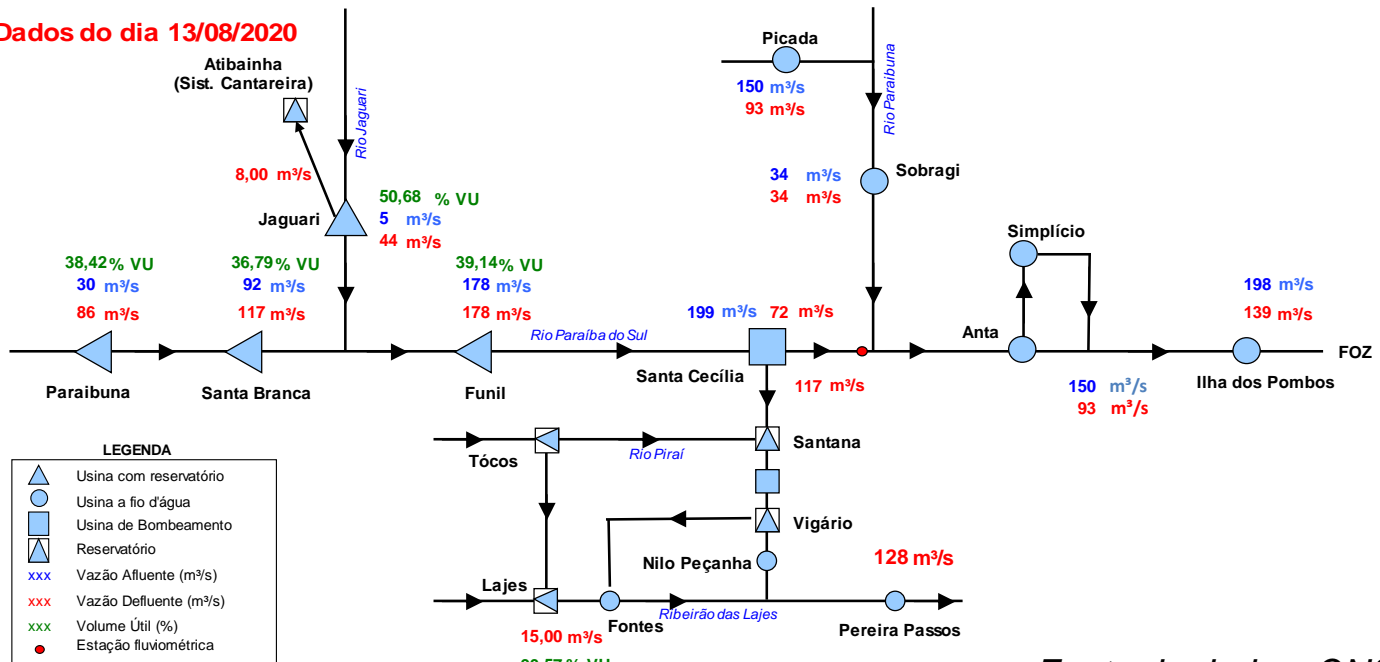 Dados do dia 13/08/2020
Atibainha
(Sist. Cantareira)
Rio Jaguari
8,00 m³/s
Jaguari
50,68 % VU
5 m³/s
44 m³/s
Picada
150 m³/s
93 m³/s
Rio Paraibuna
34 m³/s
34 m³/s
Sobragi
Simplício
38,42% VU
30 m³/s
86 m³/s
Paraibuna
36,79% VU
92 m³/s
117 m³/s
Santa Branca
39,14% VU
178 m³/s
178 m³/s
Funil
Rio Paraíba do Sul
199 m³/s 72 m³/s
Santa Cecília
117 m³/s
Anta
150 m³/s
93 m³/s
198 m³/s
139 m³/s
Ilha dos Pombos
FOZ
Tócos
Rio Piraí
Santana
Vigário
Nilo Peçanha
128 m³/s
Lajes
Fontes
Ribeirão das Lajes
Pereira Passos
15,00 m³/s
LEGENDA
Usina com reservatório
Usina a fio d'água
Usina de Bombeamento
Reservatório
xxx Vazão Afluente (m³/s)
xxx Vazão Defluente (m³/s)
xxx Volume Útil (%)
Estação fluviométrica